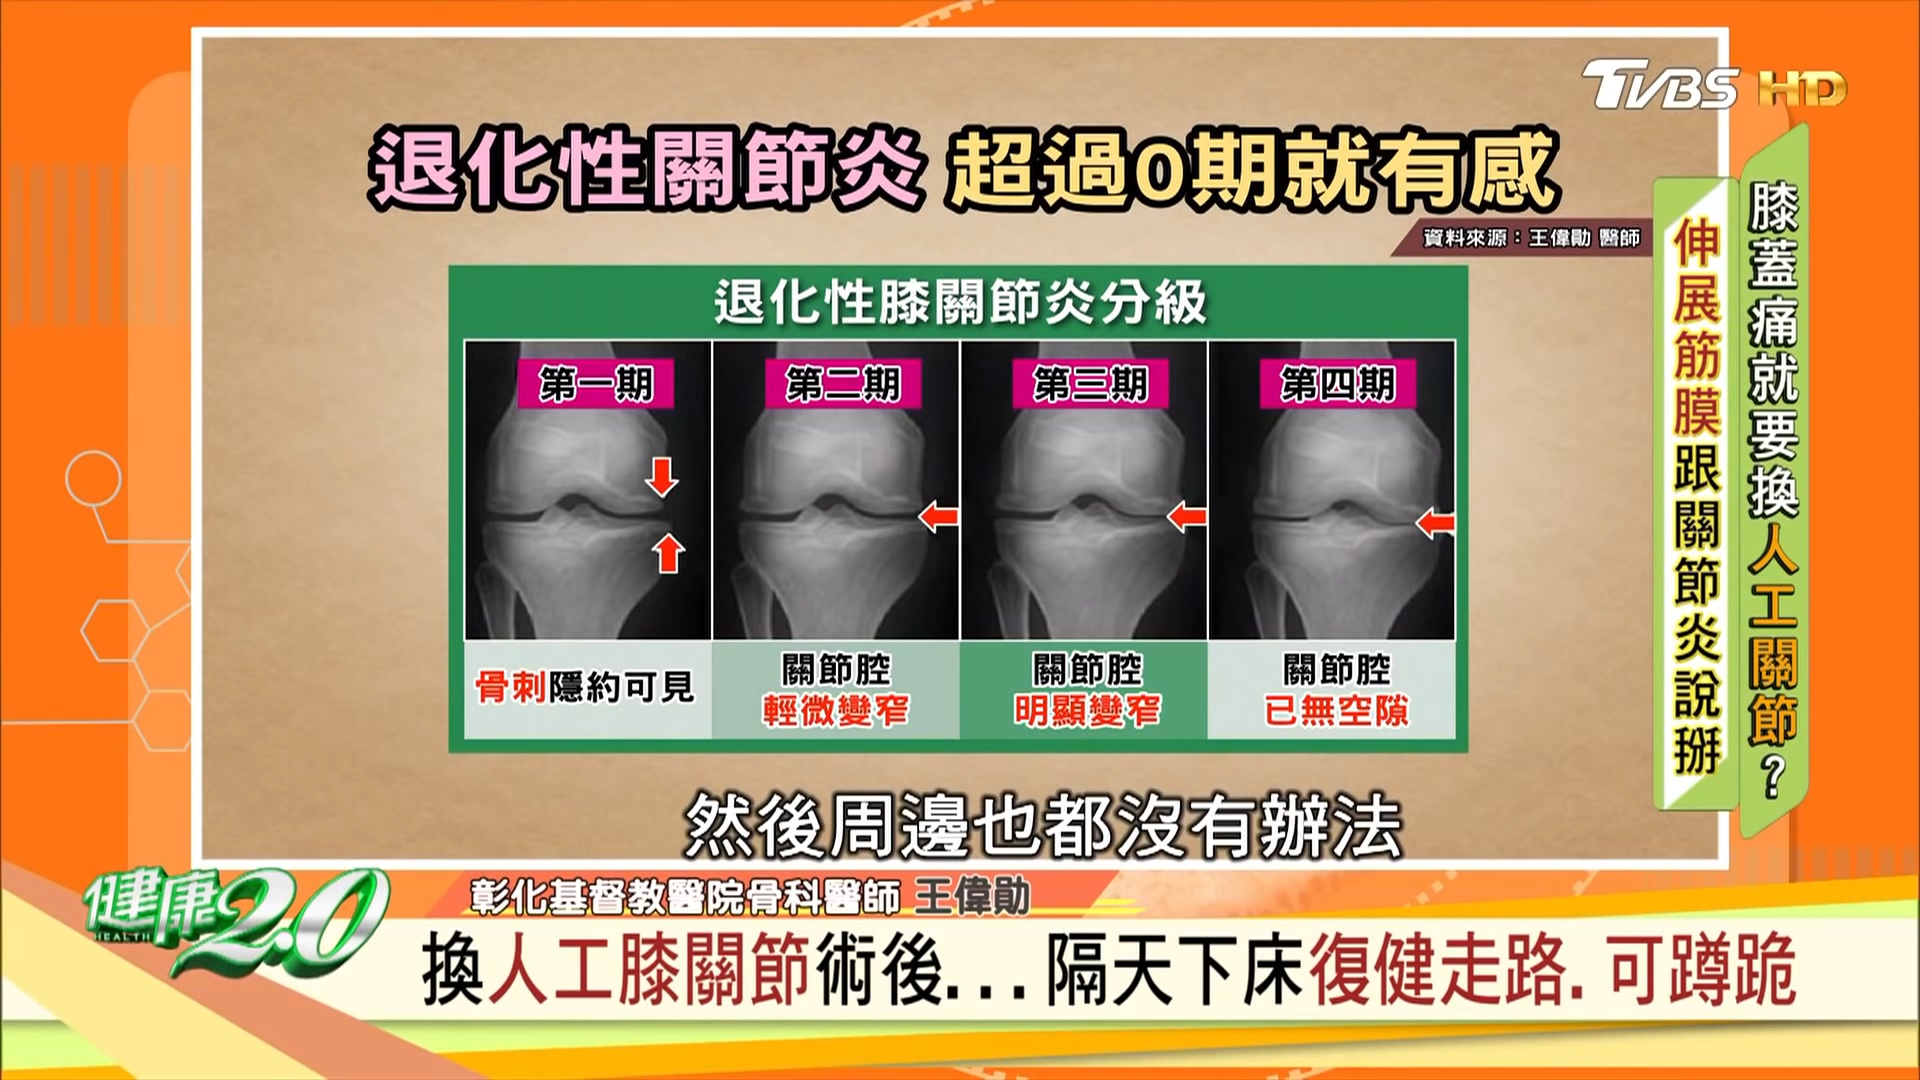 TVBS HD
退化性關節炎 超過0期就有感
資料來源：王偉勛 醫師
膝蓋痛就要換人工關節？
伸展筋膜跟關節炎說掰
退化性膝關節炎分級
第一期
第二期
第三期
第四期
骨刺隱約可見
關節腔
輕微變窄
關節腔
明顯變窄
關節腔
已無空隙
然後周邊也都沒有辦法
健康2.0
HEALTH
彰化基督教醫院骨科醫師 王偉勛
換人工膝關節術後...隔天下床復健走路.可蹲跪